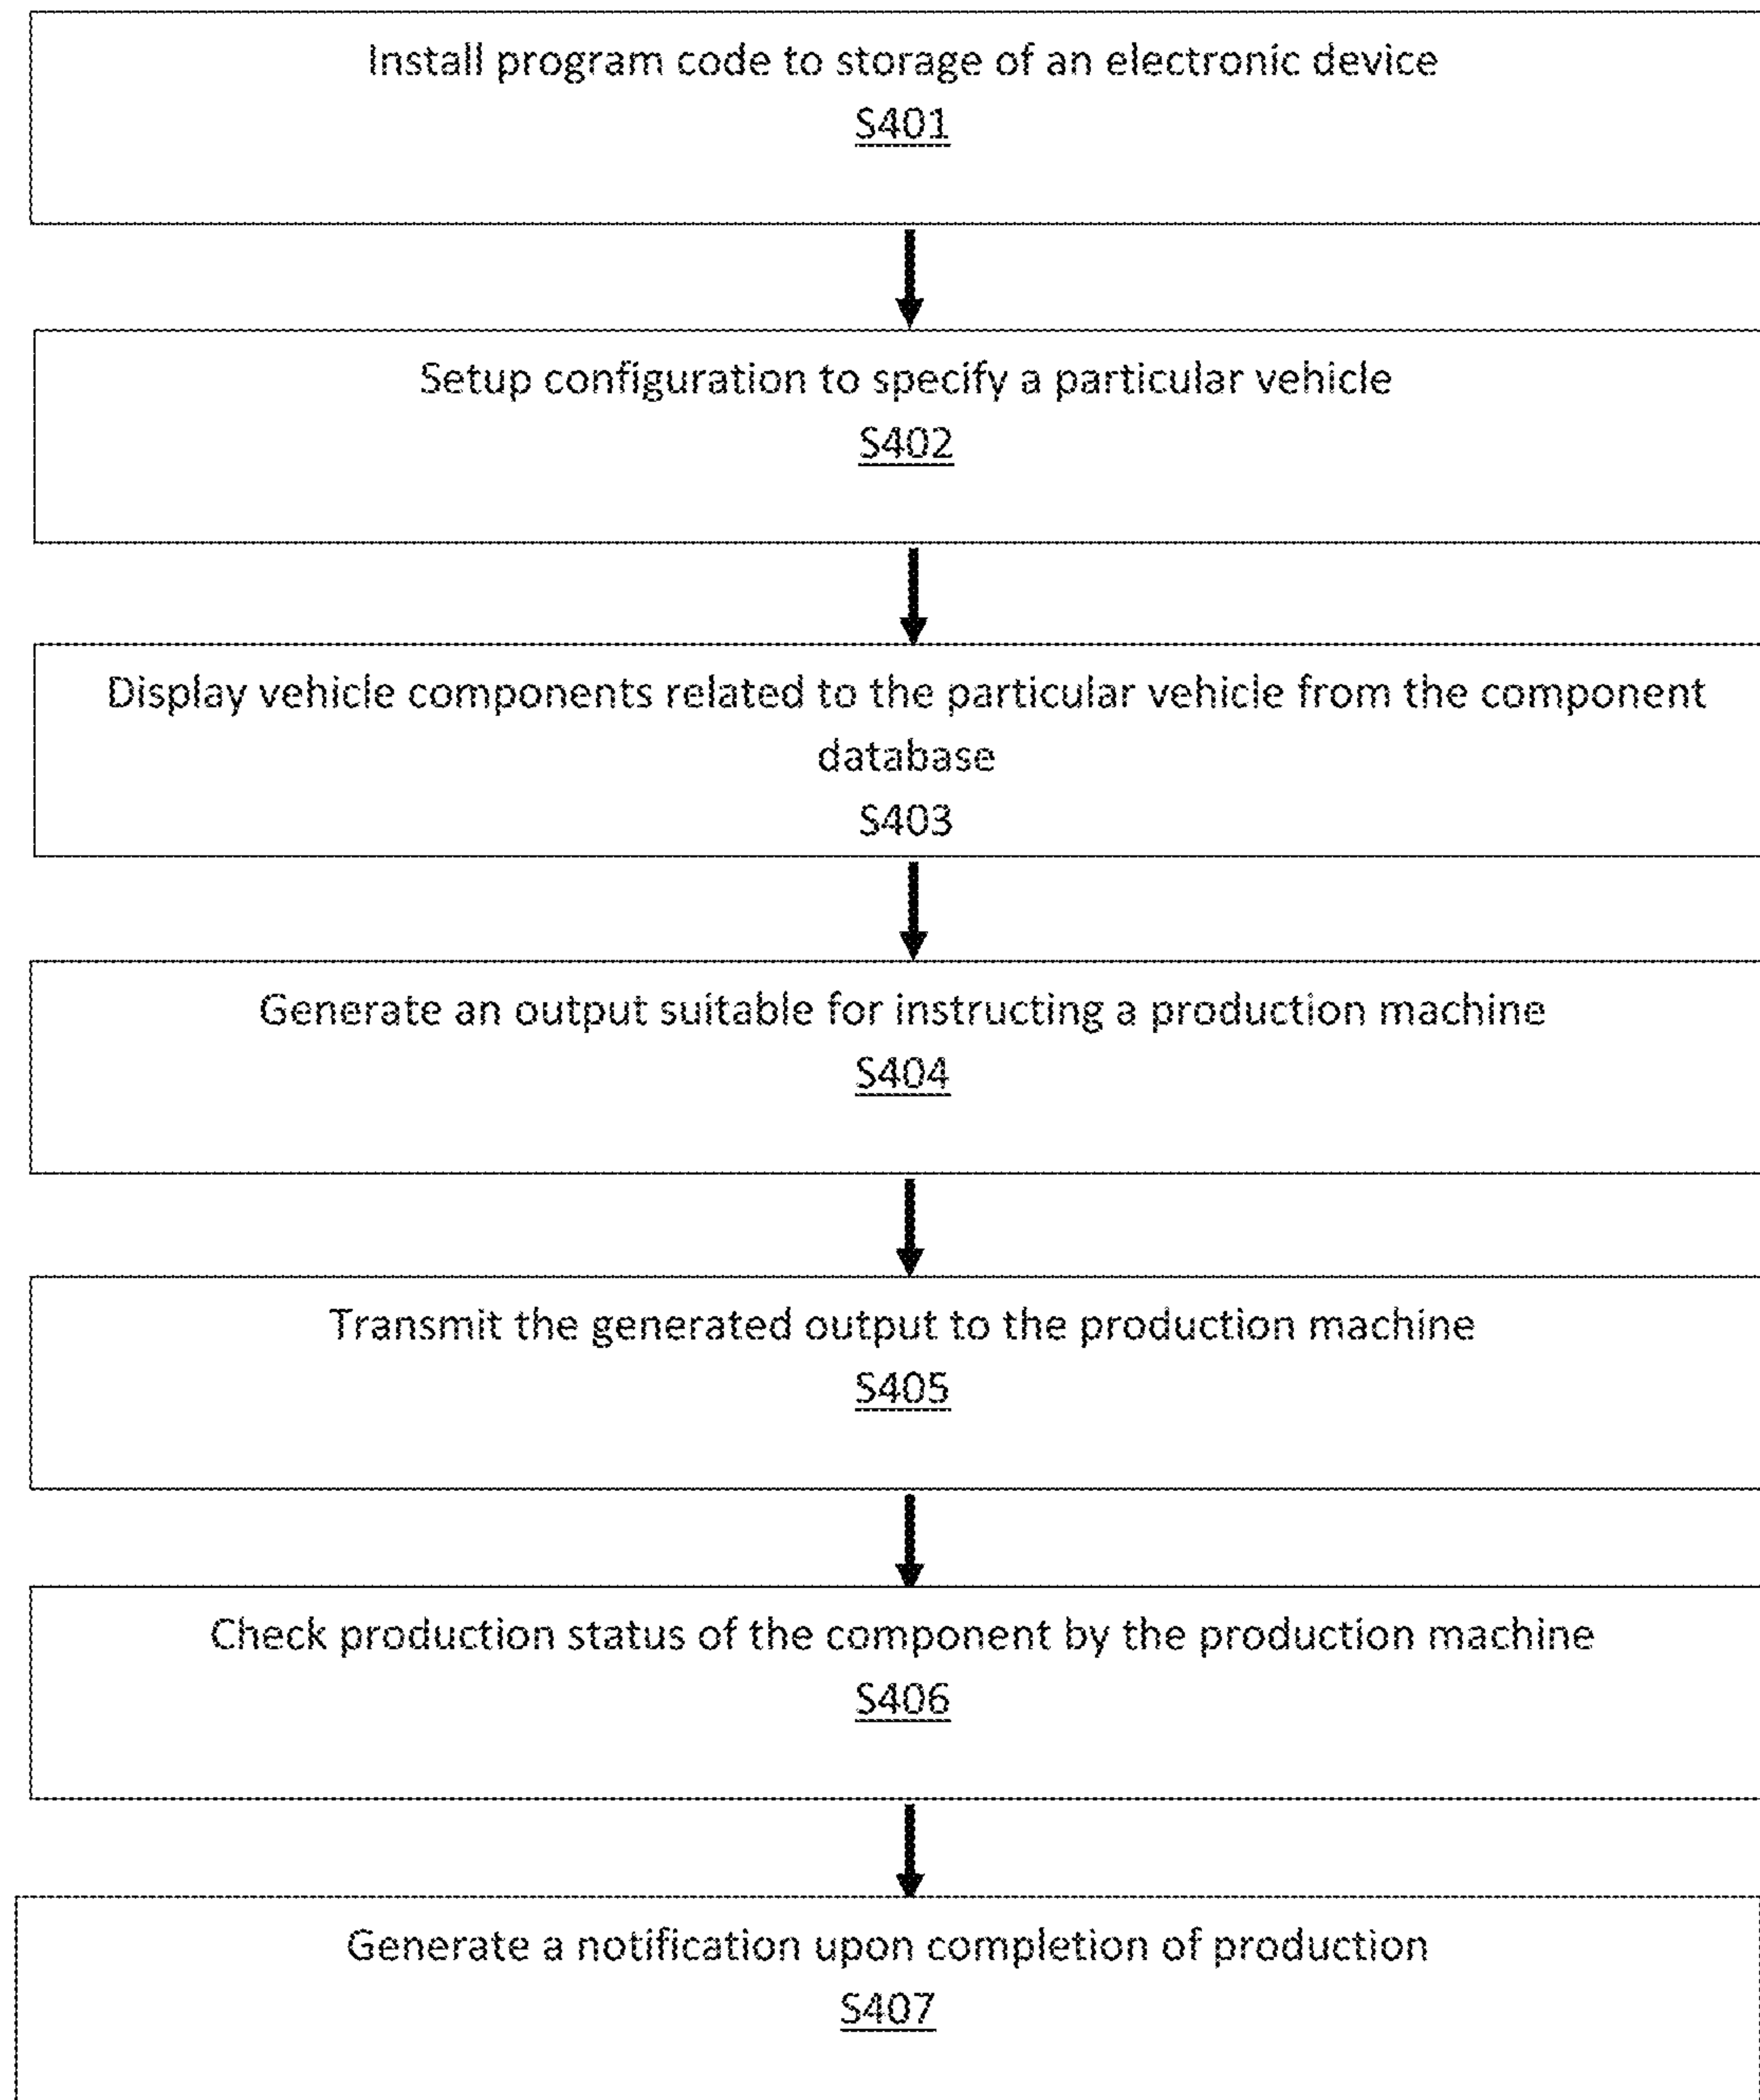 Install program code to storage of an electronic device
S401
Setup configuration to specify a particular vehicle
S402
Display vehicle components related to the particular vehicle from the component
database
S403
Generate an output suitable for instructing a production machine
S404
Transmit the generated output to the production machine
S405
Check production status of the component by the production machine
S406
Generate a notification upon completion of production
S407